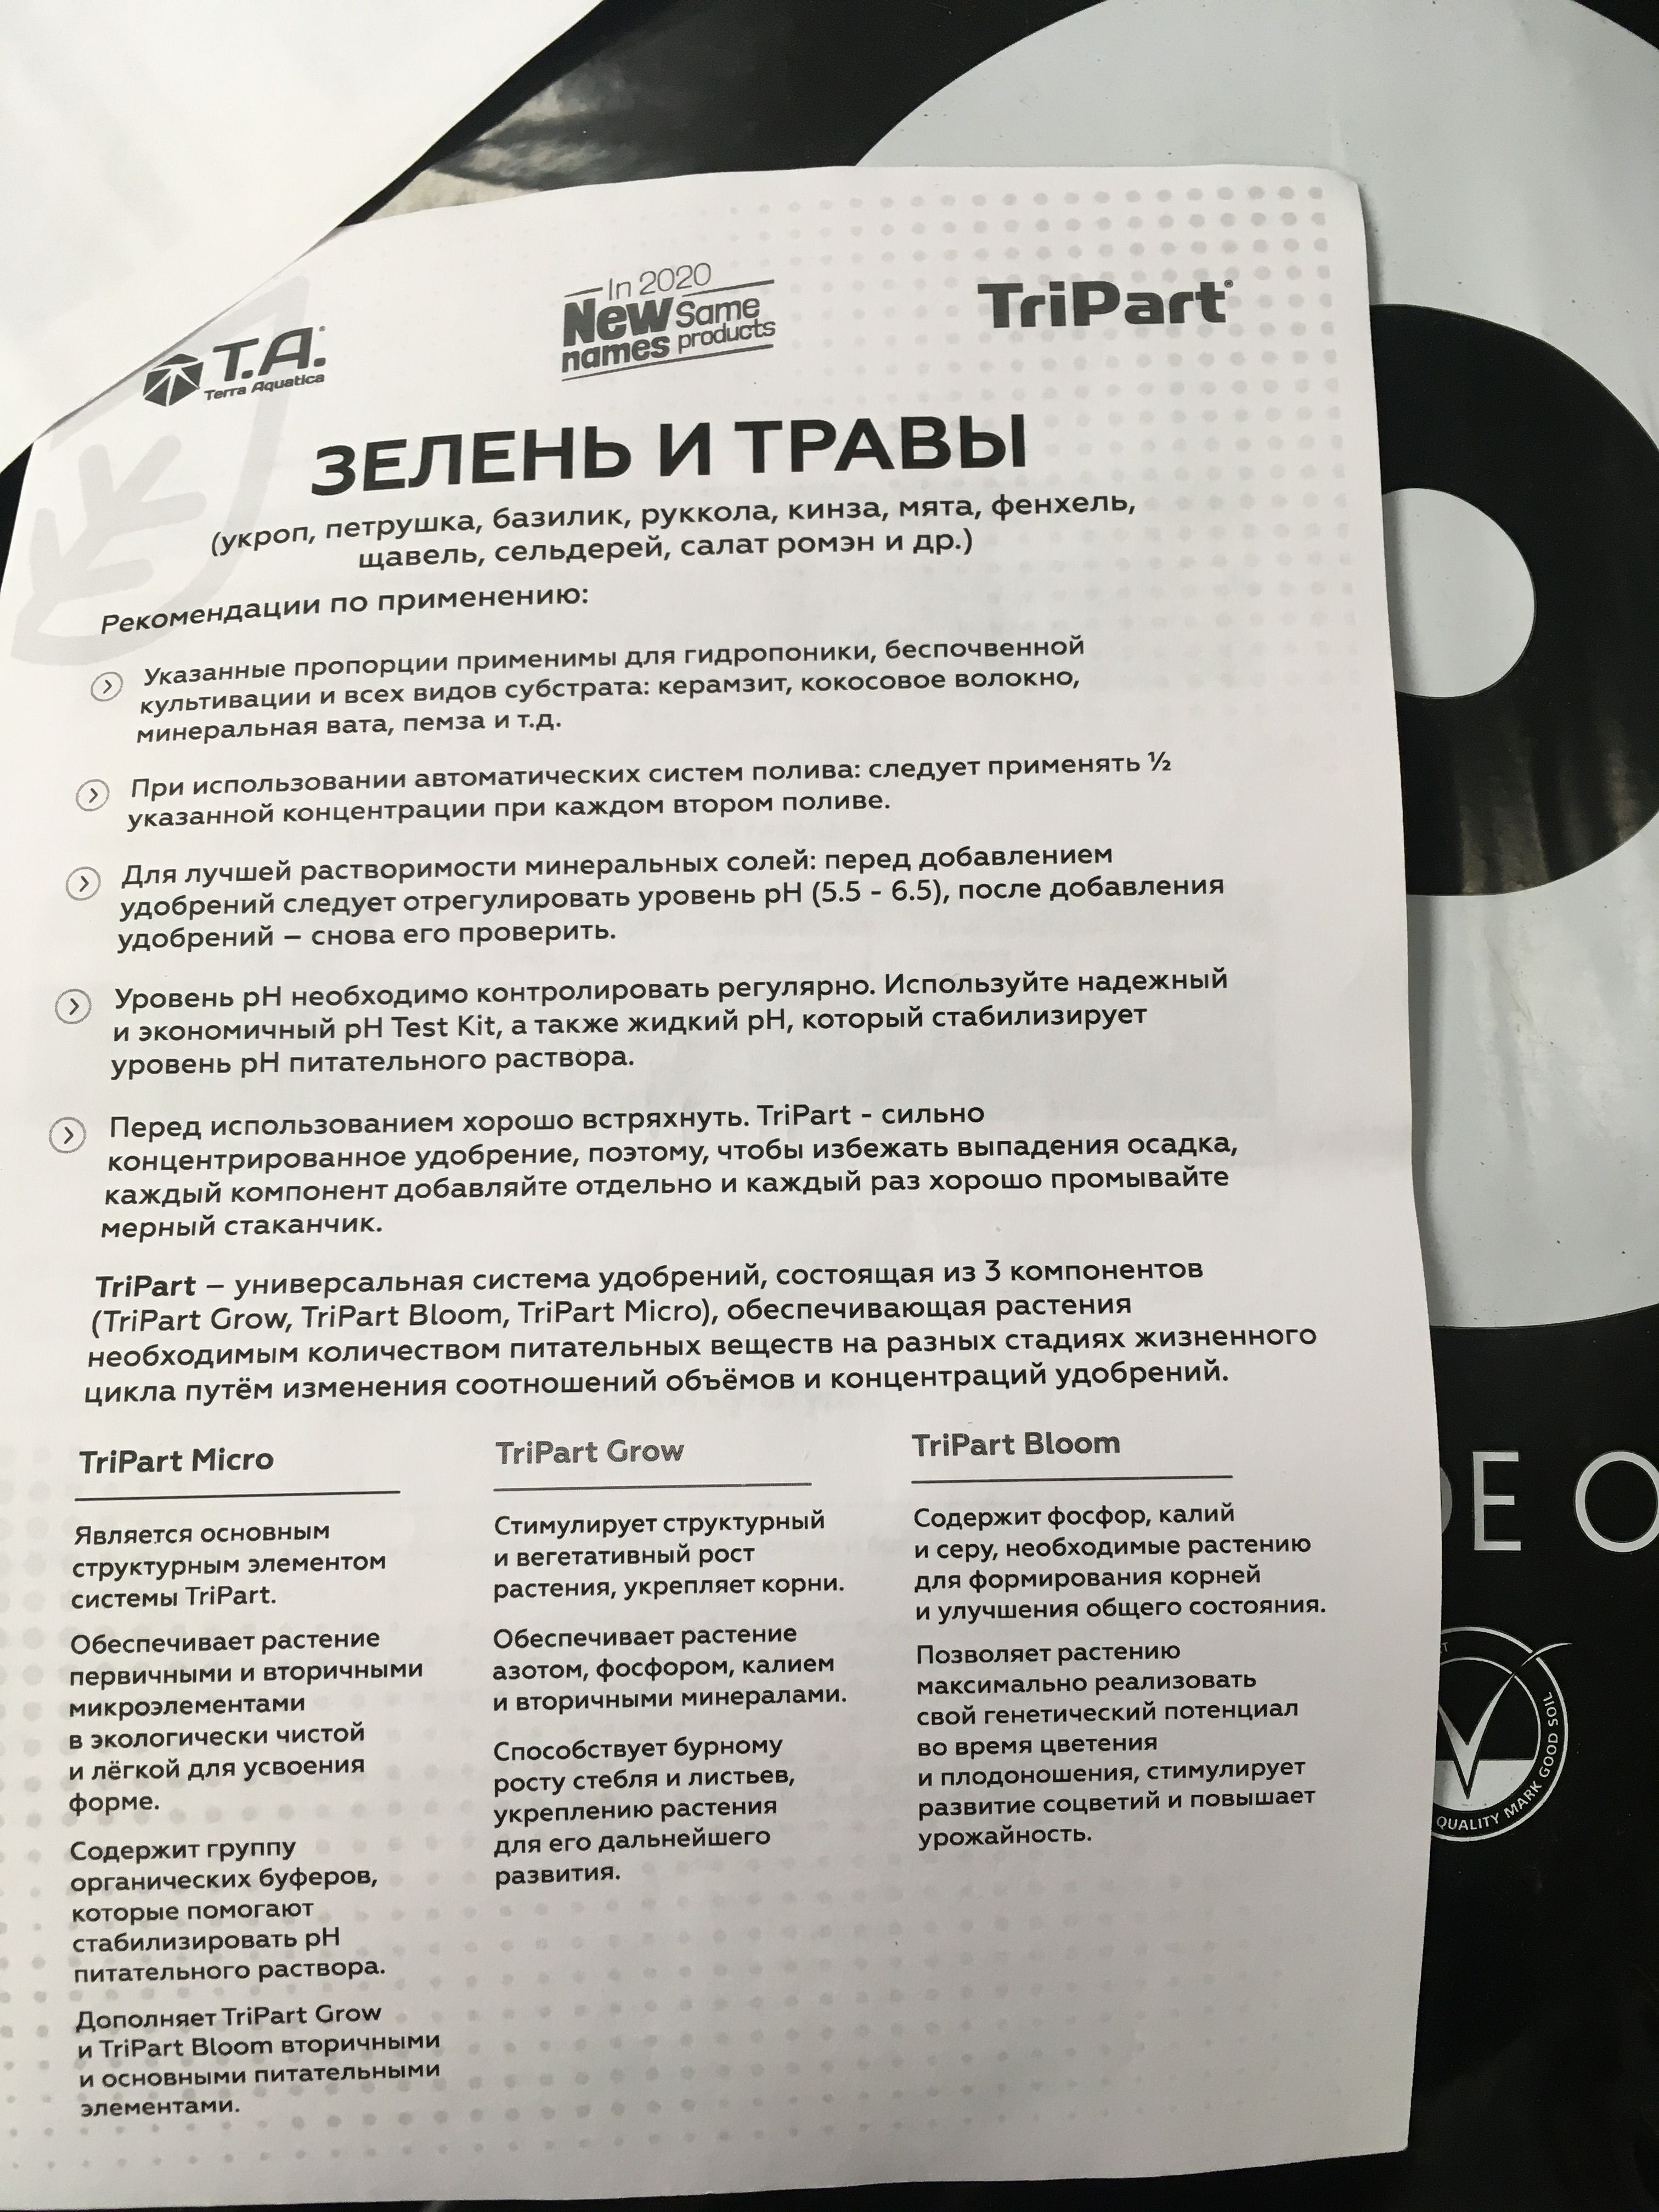 In 2020
New Same
names products
TriPart
T.A.
Terra Aquatica
ЗЕЛЕНЬ И ТРАВЫ
(укроп, петрушка, базилик, руккола, кинза, мята, фенхель,
щавель, сельдерей, салат ромэн и др.)
Рекомендации по применению:
Указанные пропорции применимы для гидропоники, беспочвенной
культивации и всех видов субстрата: керамзит, кокосовое волокно,
минеральная вата, пемза и т.д.
При использовании автоматических систем полива: следует применять ½
указанной концентрации при каждом втором поливе.
Для лучшей растворимости минеральных солей: перед добавлением
удобрений следует отрегулировать уровень pH (5.5 - 6.5), после добавления
удобрений – снова его проверить.
Уровень pH необходимо контролировать регулярно. Используйте надежный
и экономичный pH Test Kit, а также жидкий pH, который стабилизирует
уровень pH питательного раствора.
Перед использованием хорошо встряхнуть. TriPart - сильно
концентрированное удобрение, поэтому, чтобы избежать выпадения осадка,
каждый компонент добавляйте отдельно и каждый раз хорошо промывайте
мерный стаканчик.
TriPart – универсальная система удобрений, состоящая из 3 компонентов
(TriPart Grow, TriPart Bloom, TriPart Micro), обеспечивающая растения
необходимым количеством питательных веществ на разных стадиях жизненного
цикла путём изменения соотношений объёмов и концентраций удобрений.
TriPart Micro
Является основным
структурным элементом
системы TriPart.
Обеспечивает растение
первичными и вторичными
микроэлементами
в экологически чистой
и лёгкой для усвоения
форме.
Содержит группу
органических буферов,
которые помогают
стабилизировать pH
питательного раствора.
Дополняет TriPart Grow
и TriPart Bloom вторичными
и основными питательными
элементами.
TriPart Grow
Стимулирует структурный
и вегетативный рост
растения, укрепляет корни.
Обеспечивает растение
азотом, фосфором, калием
и вторичными минералами.
Способствует бурному
росту стебля и листьев,
укреплению растения
для его дальнейшего
развития.
TriPart Bloom
Содержит фосфор, калий
и серу, необходимые растению
для формирования корней
и улучшения общего состояния.
Позволяет растению
максимально реализовать
свой генетический потенциал
во время цветения
и плодоношения, стимулирует
развитие соцветий и повышает
урожайность.
DE O
QUALITY MARK GOOD SOIL